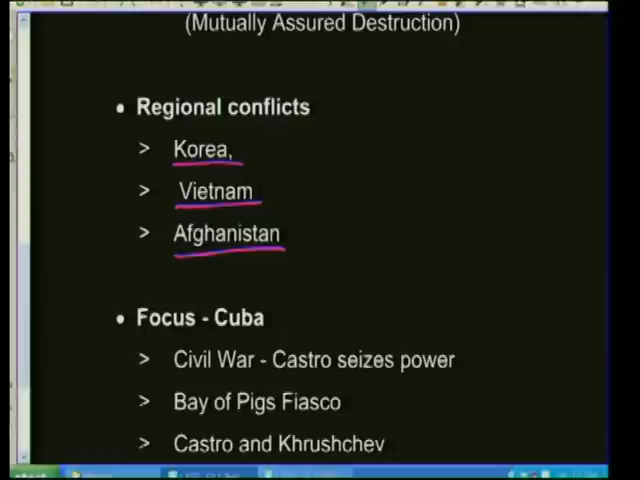 (Mutually Assured Destruction)
• Regional conflicts
> Korea,
> Vietnam
> Afghanistan
• Focus - Cuba
> Civil War - Castro seizes power
> Bay of Pigs Fiasco
> Castro and Khrushchev